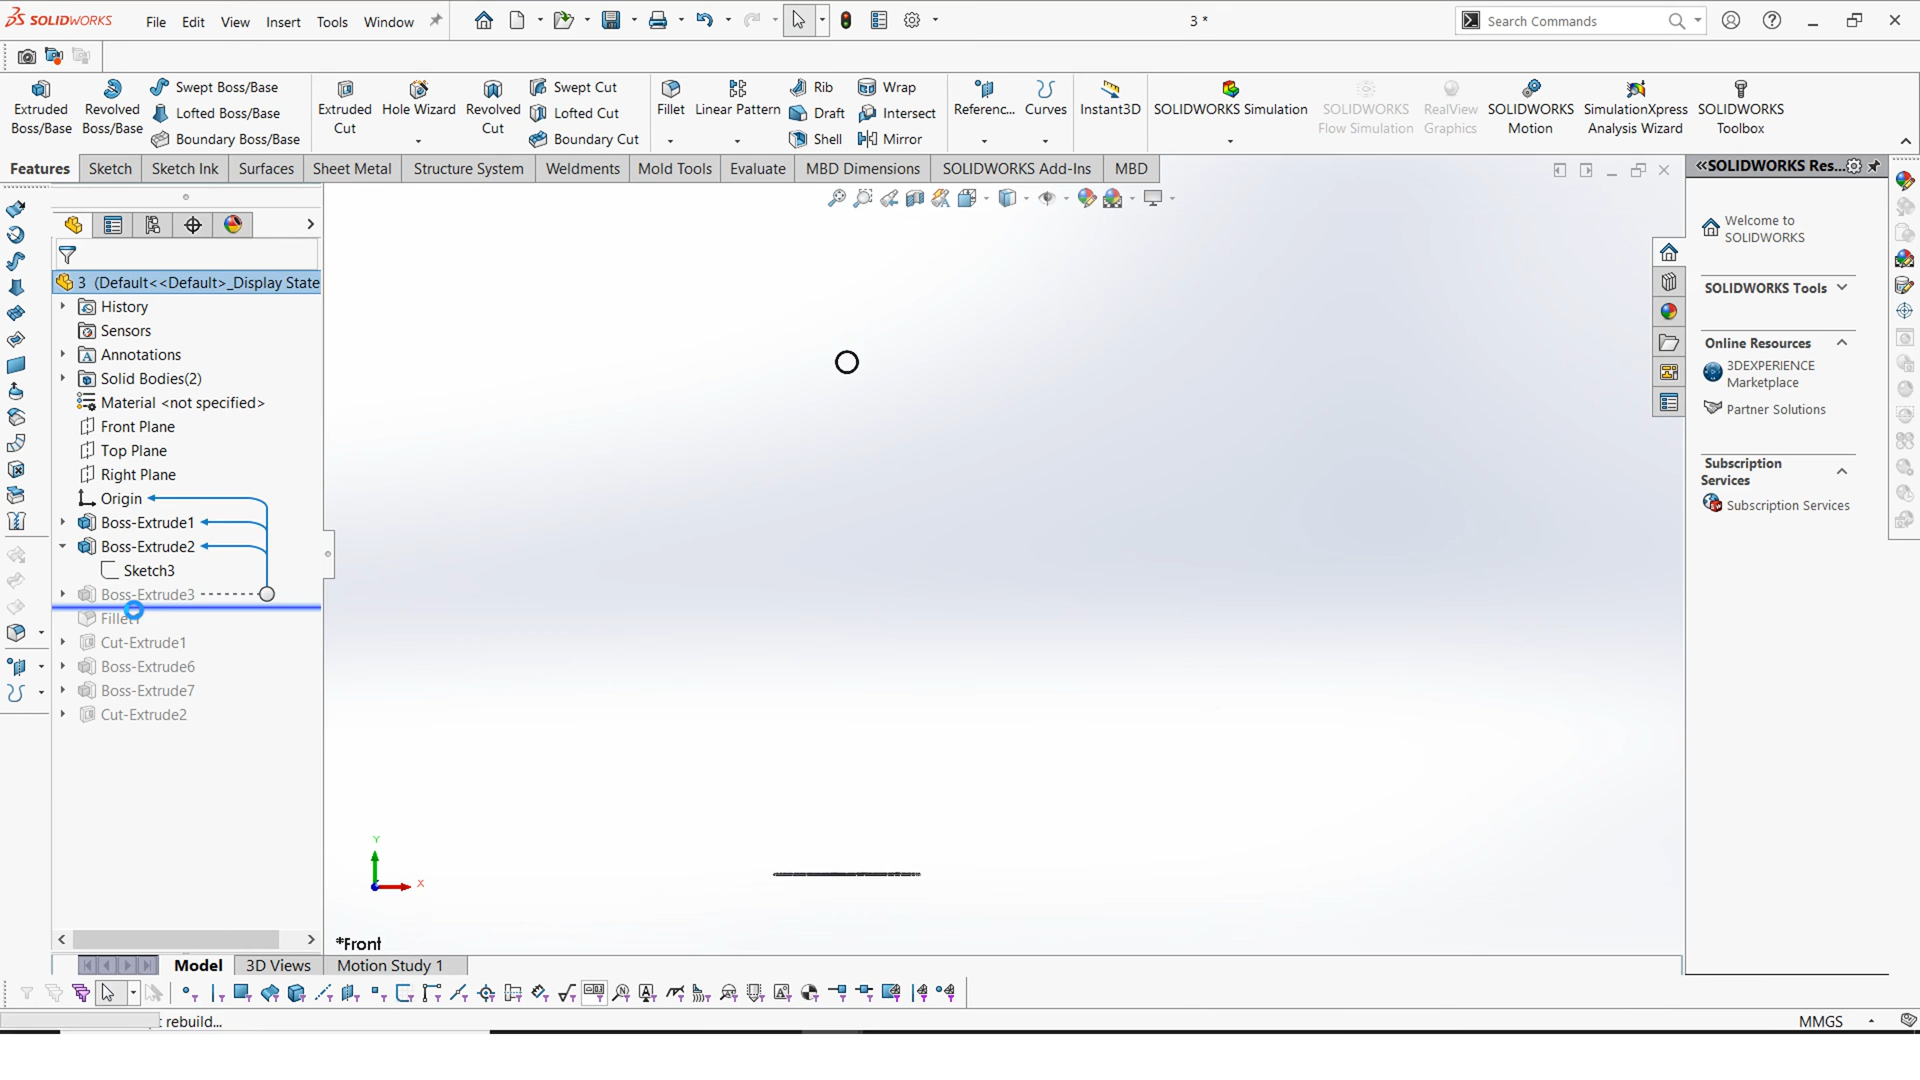 SOLIDWORKS
File Edit View Insert Tools Window
3 *
Search Commands
Extruded Boss/Base
Revolved Boss/Base
Swept Boss/Base
Lofted Boss/Base
Boundary Boss/Base
Extruded Cut
Hole Wizard
Revolved Cut
Swept Cut
Lofted Cut
Boundary Cut
Fillet
Linear Pattern
Rib
Draft
Shell
Wrap
Intersect
Mirror
Referenc...
Curves
Instant3D
SOLIDWORKS Simulation
SOLIDWORKS Flow Simulation
RealView Graphics
SOLIDWORKS Motion
SimulationXpress Analysis Wizard
SOLIDWORKS Toolbox
Features Sketch Sketch Ink Surfaces Sheet Metal Structure System Weldments Mold Tools Evaluate MBD Dimensions SOLIDWORKS Add-Ins MBD
3 (Default<<Default>_Display State
History
Sensors
Annotations
Solid Bodies(2)
Material <not specified>
Front Plane
Top Plane
Right Plane
Origin
Boss-Extrude1
Boss-Extrude2
Sketch3
Boss-Extrude3
Fillet1
Cut-Extrude1
Boss-Extrude6
Boss-Extrude7
Cut-Extrude2
Y
X
*Front
SOLIDWORKS Res...
Welcome to
SOLIDWORKS
SOLIDWORKS Tools
Online Resources
3DEXPERIENCE
Marketplace
Partner Solutions
Subscription
Services
Subscription Services
Model 3D Views Motion Study 1
rebuild...
MMGS